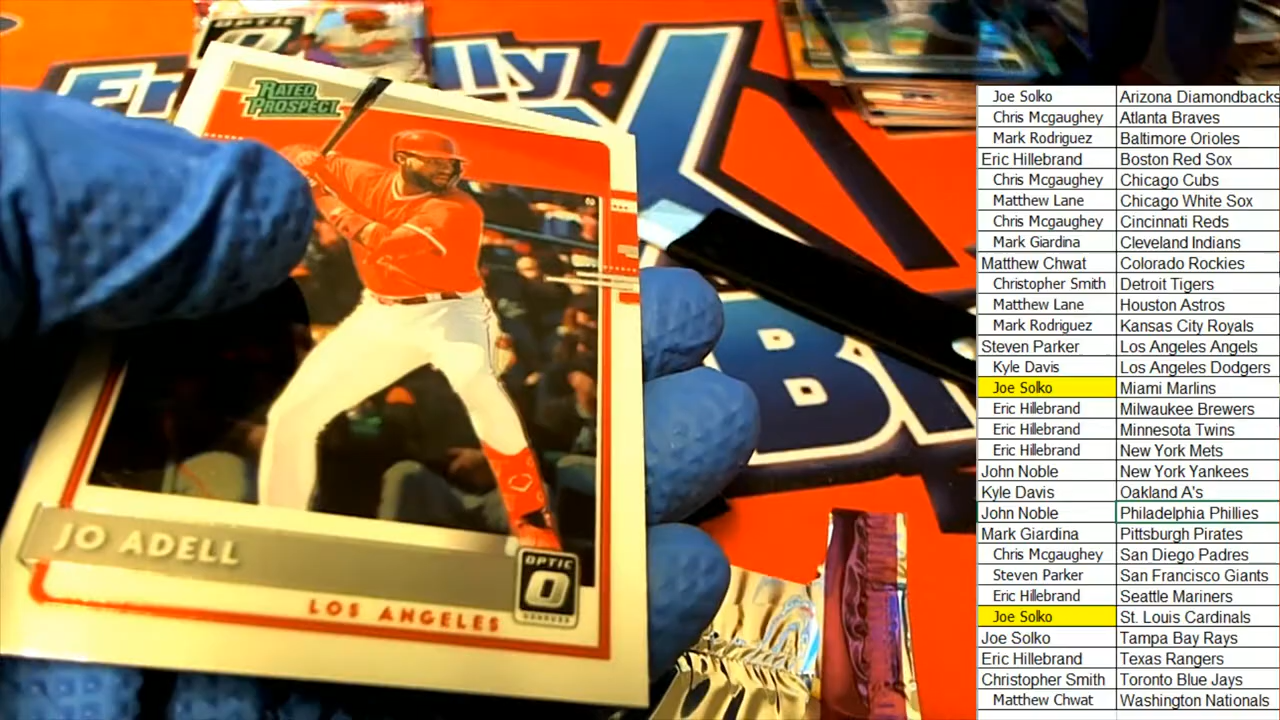 OPTIC
RATED
PROSPECT
JO ADELL
LOS ANGELES
OPTIC
DONRUSS
Joe Solko Arizona Diamondbacks
Chris Mcgaughey Atlanta Braves
Mark Rodriguez Baltimore Orioles
Eric Hillebrand Boston Red Sox
Chris Mcgaughey Chicago Cubs
Matthew Lane Chicago White Sox
Chris Mcgaughey Cincinnati Reds
Mark Giardina Cleveland Indians
Matthew Chwat Colorado Rockies
Christopher Smith Detroit Tigers
Matthew Lane Houston Astros
Mark Rodriguez Kansas City Royals
Steven Parker Los Angeles Angels
Kyle Davis Los Angeles Dodgers
Joe Solko Miami Marlins
Eric Hillebrand Milwaukee Brewers
Eric Hillebrand Minnesota Twins
Eric Hillebrand New York Mets
John Noble New York Yankees
Kyle Davis Oakland A's
John Noble Philadelphia Phillies
Mark Giardina Pittsburgh Pirates
Chris Mcgaughey San Diego Padres
Steven Parker San Francisco Giants
Eric Hillebrand Seattle Mariners
Joe Solko St. Louis Cardinals
Joe Solko Tampa Bay Rays
Eric Hillebrand Texas Rangers
Christopher Smith Toronto Blue Jays
Matthew Chwat Washington Nationals